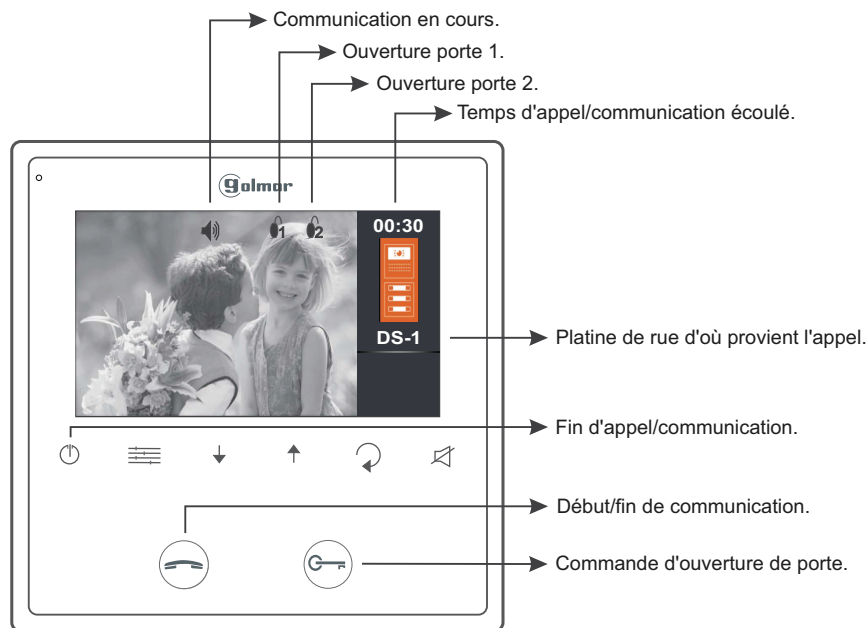 Communication en cours.
Ouverture porte 1.
Ouverture porte 2.
Temps d'appel/communication écoulé.
golmar
00:30
1
2
DS-1
Platine de rue d'où provient l'appel.
Fin d'appel/communication.
Début/fin de communication.
Commande d'ouverture de porte.